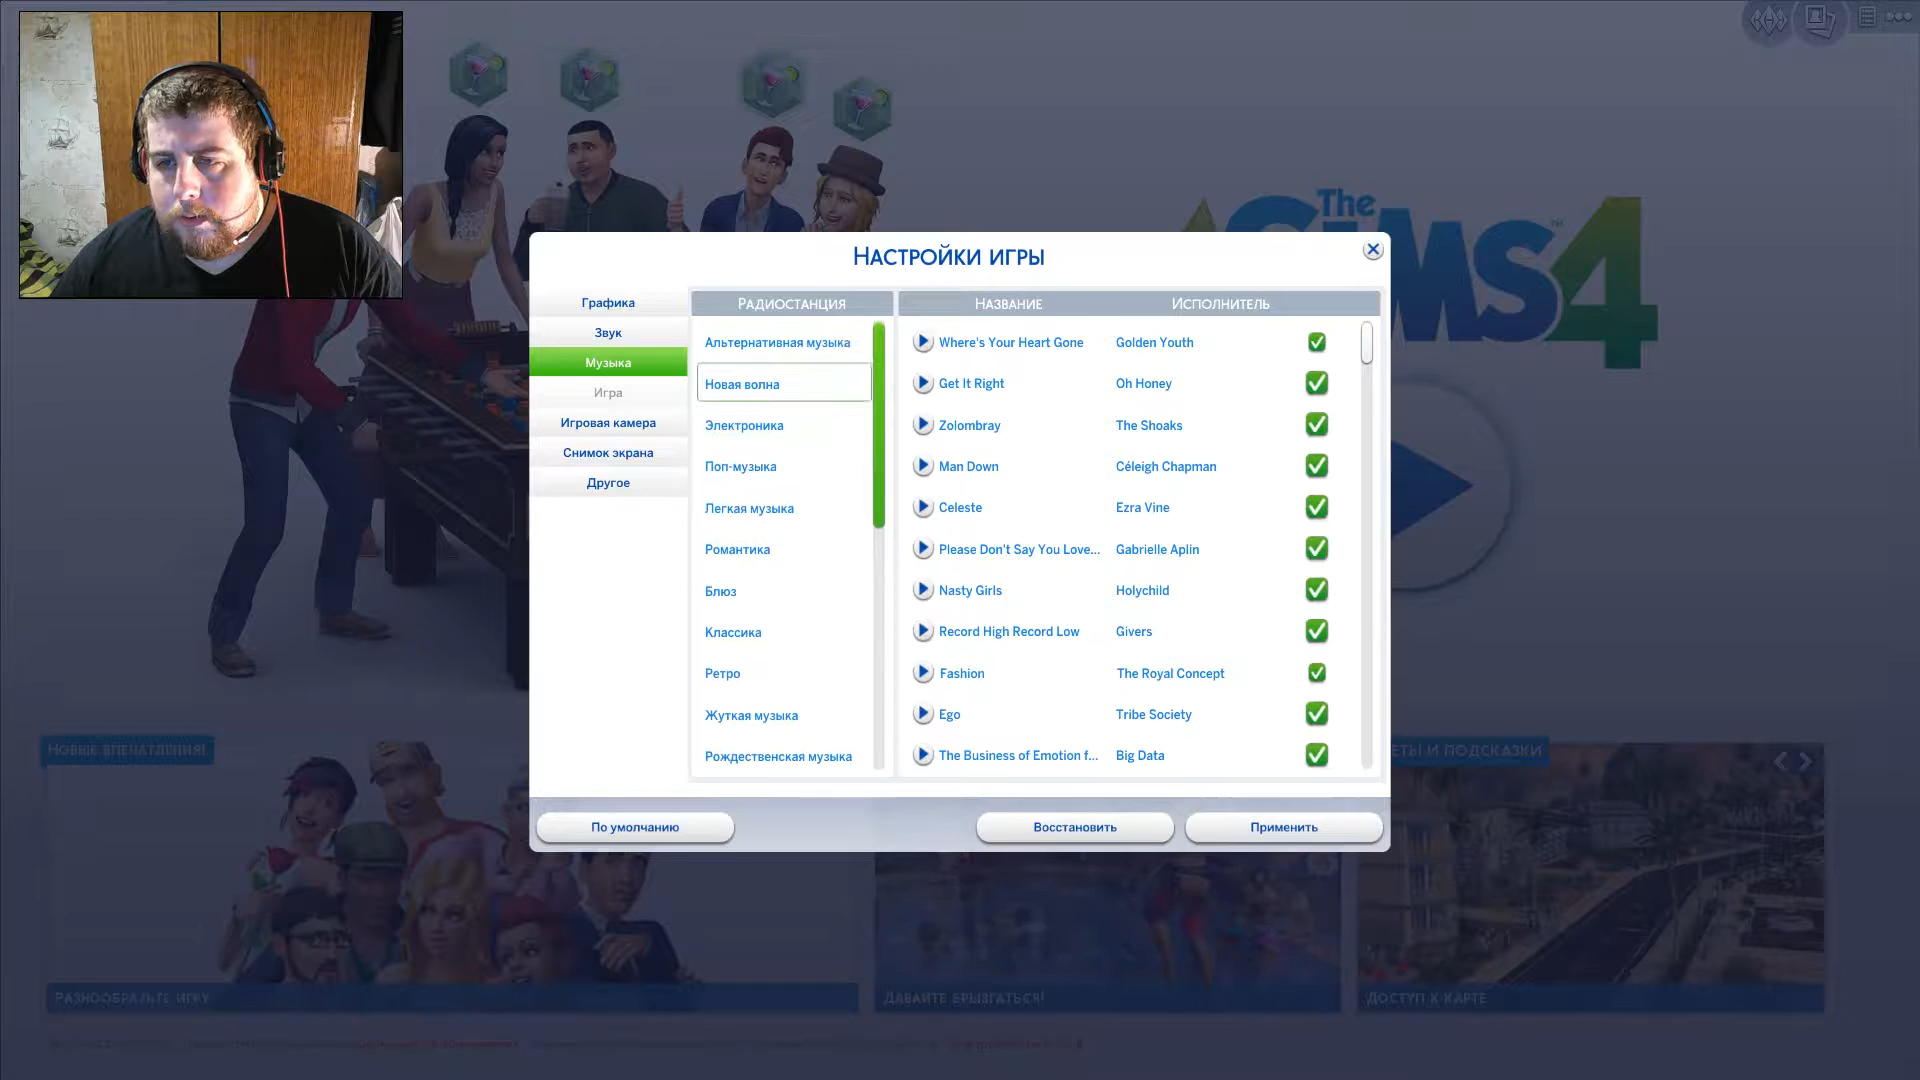 The
SIMS 4
НАСТРОЙКИ ИГРЫ
Графика
Звук
Музыка
Игра
Игровая камера
Снимок экрана
Другое
РАДИОСТАНЦИЯ
Альтернативная музыка
Новая волна
Электроника
Поп-музыка
Легкая музыка
Романтика
Блюз
Классика
Ретро
Жуткая музыка
Рождественская музыка
НАЗВАНИЕ ИСПОЛНИТЕЛЬ
Where's Your Heart Gone Golden Youth
Get It Right Oh Honey
Zolombray The Shoaks
Man Down Céleigh Chapman
Celeste Ezra Vine
Please Don't Say You Love... Gabrielle Aplin
Nasty Girls Holychild
Record High Record Low Givers
Fashion The Royal Concept
Ego Tribe Society
The Business of Emotion f... Big Data
По умолчанию
Восстановить
Применить
НОВЫЕ ВПЕЧАТЛЕНИЯ!
ЕТЫ И ПОДСКАЗКИ
РАЗНООБРАЗЬТЕ ИГРУ
ДАВАЙТЕ БРЫЗГАТЬСЯ!
ДОСТУП К КАРТЕ